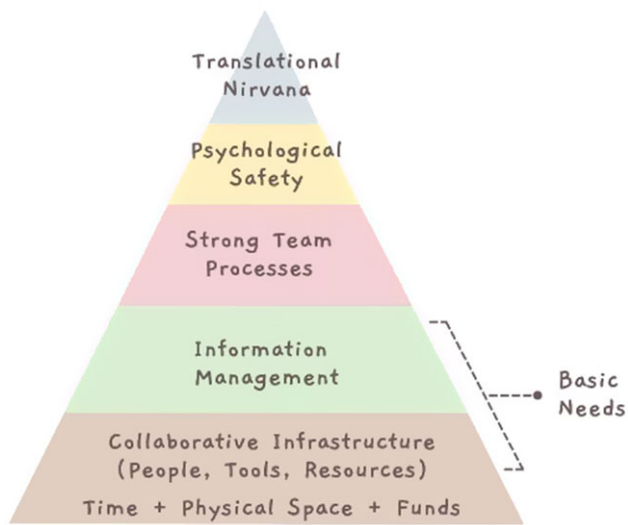 Translational
Nirvana
Psychological
Safety
Strong Team
Processes
Information
Management
Basic
Needs
Collaborative Infrastructure
(People, Tools, Resources)
Time + Physical Space + Funds